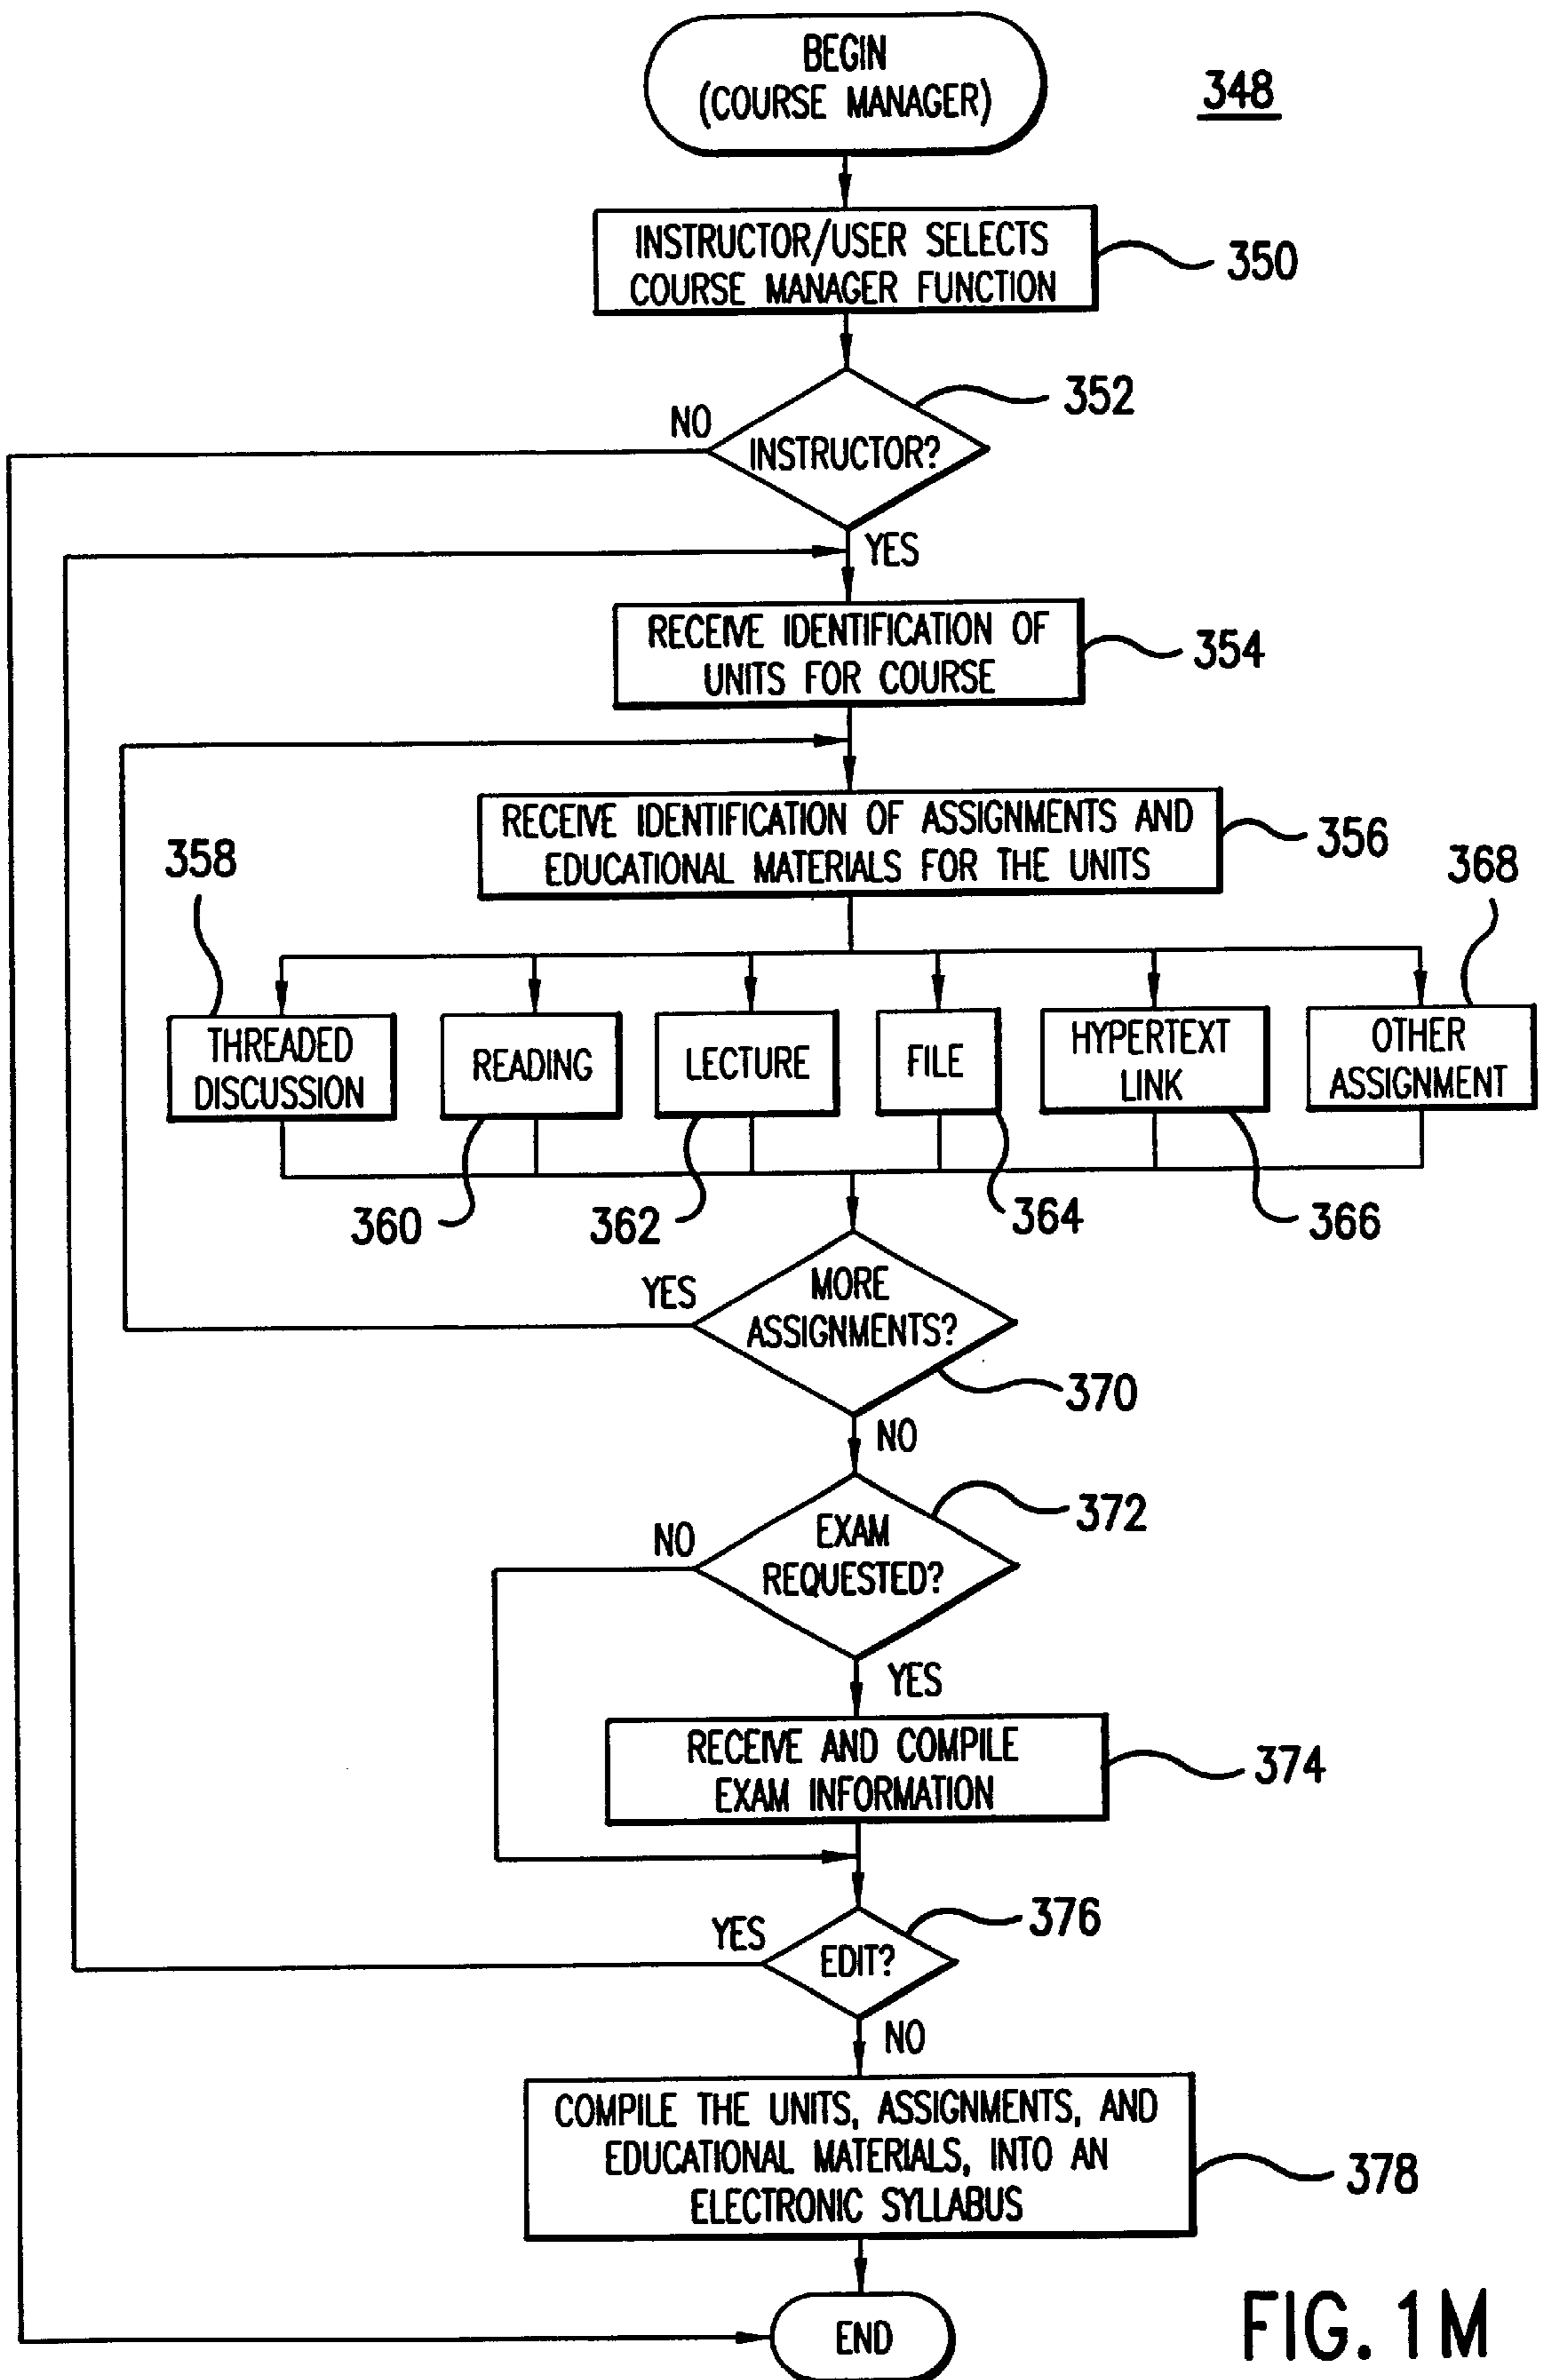 BEGIN
(COURSE MANAGER)
348
INSTRUCTOR/USER SELECTS
COURSE MANAGER FUNCTION
350
352
NO
INSTRUCTOR?
YES
RECEIVE IDENTIFICATION OF
UNITS FOR COURSE
354
RECEIVE IDENTIFICATION OF ASSIGNMENTS AND
EDUCATIONAL MATERIALS FOR THE UNITS
356
358
368
THREADED
DISCUSSION
READING
LECTURE
FILE
HYPERTEXT
LINK
OTHER
ASSIGNMENT
360
362
364
366
YES
MORE
ASSIGNMENTS?
370
NO
372
NO
EXAM
REQUESTED?
YES
RECEIVE AND COMPILE
EXAM INFORMATION
374
376
YES
EDIT?
NO
COMPILE THE UNITS, ASSIGNMENTS, AND
EDUCATIONAL MATERIALS, INTO AN
ELECTRONIC SYLLABUS
378
END
FIG. 1M